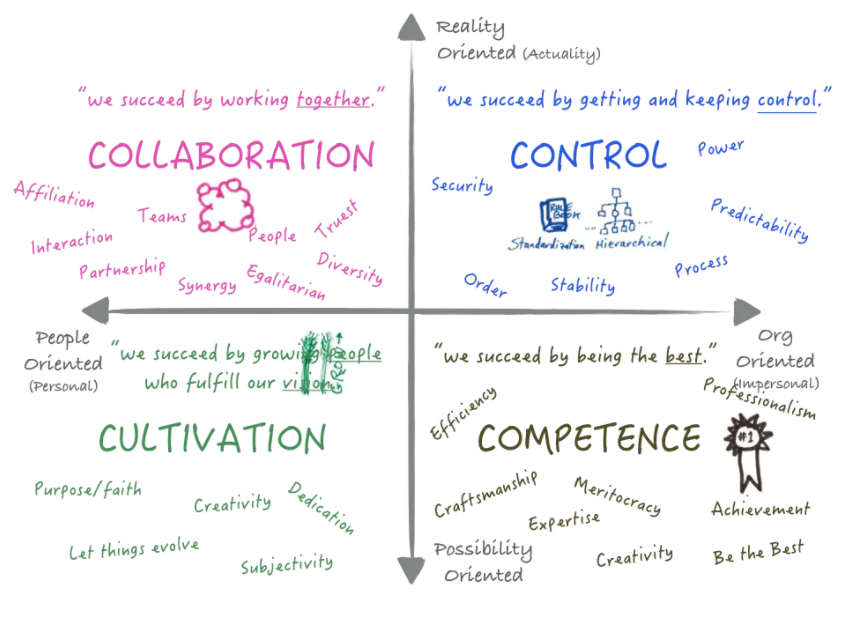 Reality
Oriented (Actuality)
"we succeed by working together."
COLLABORATION
Affiliation
Teams
People
Truest
Interaction
Partnership
Synergy
Egalitarian
Diversity
"we succeed by getting and keeping control."
CONTROL
Power
Security
RULE
BOOK
Standardization
Hierarchical
Predictability
Order
Stability
Process
People
Oriented
(Personal)
Org
Oriented
(Impersonal)
"we succeed by growing people
who fulfill our vision."
GROW
CULTIVATION
Purpose/faith
Creativity
Dedication
Let things evolve
Subjectivity
"we succeed by being the best."
Efficiency
Professionalism
COMPETENCE
#1
Craftsmanship
Meritocracy
Expertise
Achievement
Creativity
Be the Best
Possibility
Oriented